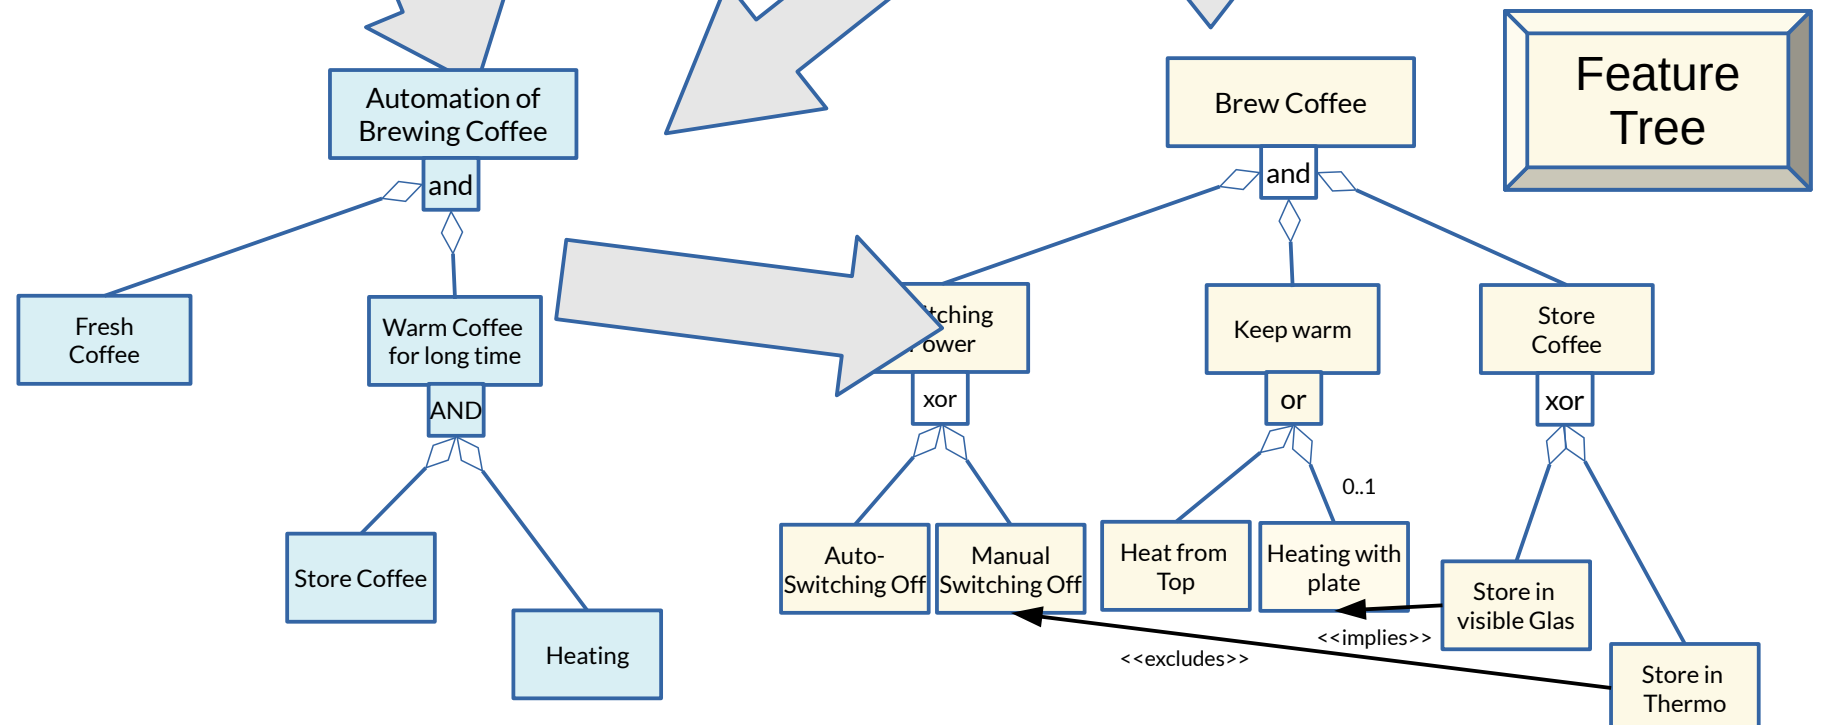 Automation of
Brewing Coffee
and
Fresh
Coffee
Warm Coffee
for long time
AND
Store Coffee
Heating
Brew Coffee
and
Feature
Tree
tching
ower
xor
Keep warm
or
Store
Coffee
xor
0..1
Auto-
Switching Off
Manual
Switching Off
Heat from
Top
Heating with
plate
Store in
visible Glas
<<implies>>
<<excludes>>
Store in
Thermo